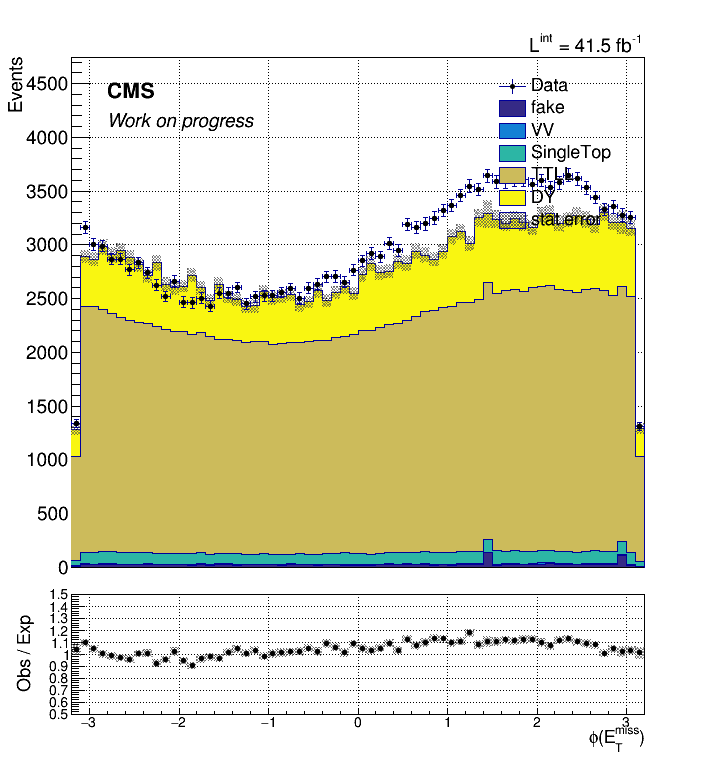 L^int = 41.5 fb^-1
Events
CMS
Work on progress
Data
fake
VV
SingleTop
TTL
DY
stat.error
4500
4000
3500
3000
2500
2000
1500
1000
500
0
Obs / Exp
1.5
1.4
1.3
1.2
1.1
1
0.9
0.8
0.7
0.6
0.5
−3 −2 −1 0 1 2 3
ϕ(E_T^miss)